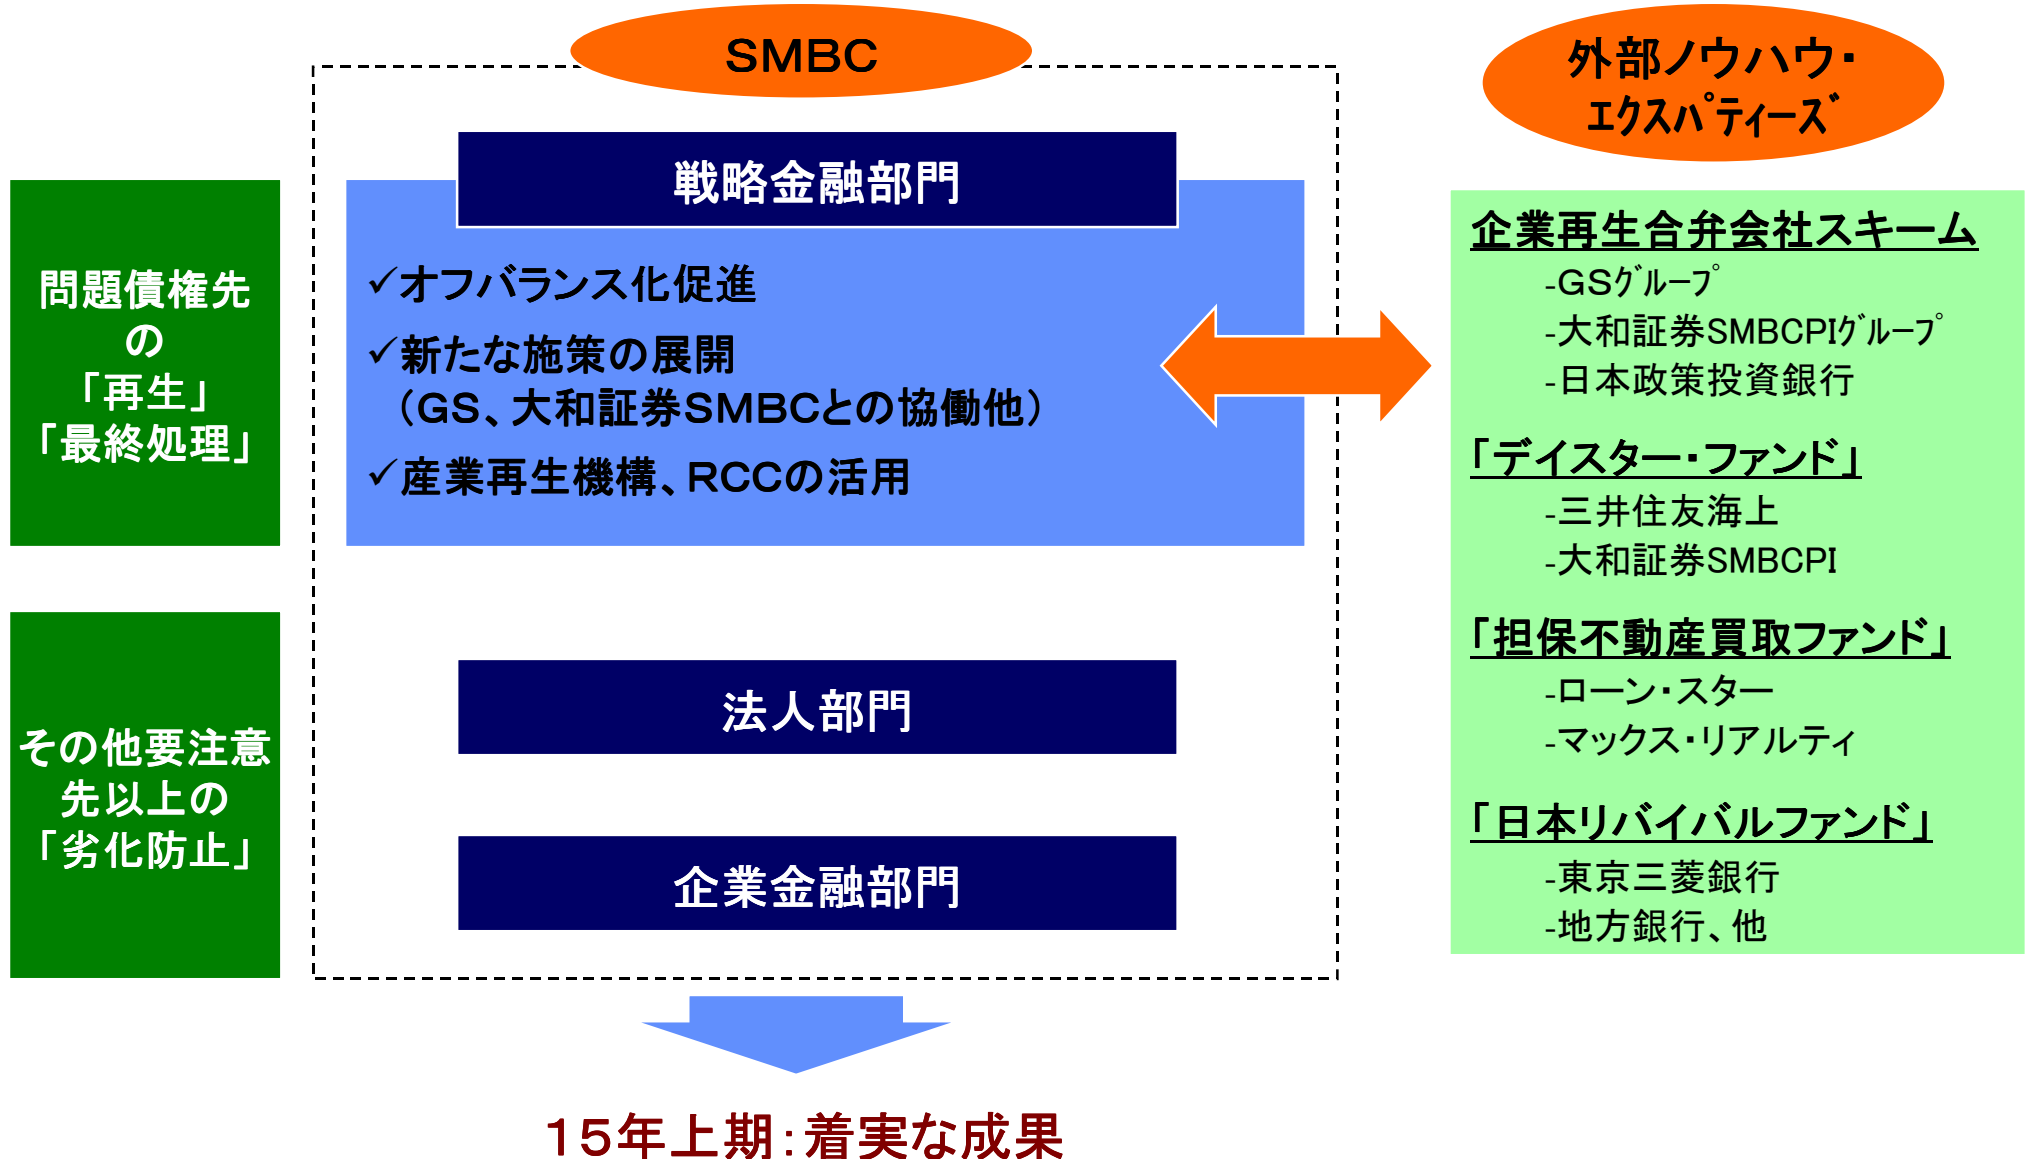 SMBC
外部ノウハウ・
ｴｸｽﾊﾟﾃｨｰｽﾞ
戦略金融部門
問題債権先
の
「再生」
「最終処理」
✓オフバランス化促進
✓新たな施策の展開
（GS、大和証券SMBCとの協働他）
✓産業再生機構、RCCの活用
その他要注意
先以上の
「劣化防止」
法人部門
企業金融部門
企業再生合弁会社スキーム
-GSｸﾞﾙｰﾌﾟ
-大和証券SMBCPIｸﾞﾙｰﾌﾟ
-日本政策投資銀行
「デイスター・ファンド」
-三井住友海上
-大和証券SMBCPI
「担保不動産買取ファンド」
-ローン・スター
-マックス・リアルティ
「日本リバイバルファンド」
-東京三菱銀行
-地方銀行、他
１５年上期：着実な成果